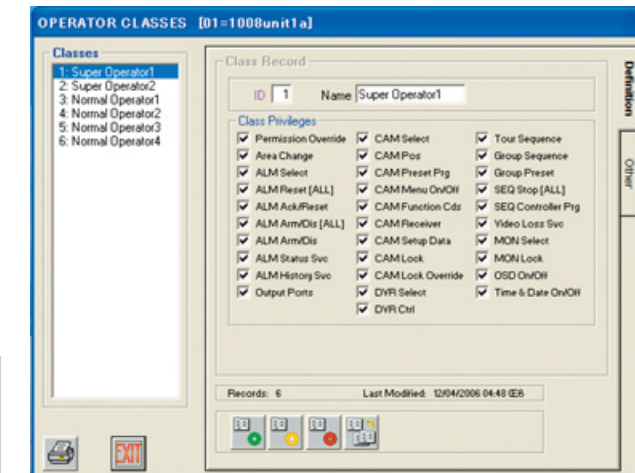 OPERATOR CLASSES [01=1008unit1a]
Classes
1: Super Operator1
2: Super Operator2
3: Normal Operator1
4: Normal Operator2
5: Normal Operator3
6: Normal Operator4
Class Record
ID 1 Name Super Operator1
Class Privileges
Permission Override CAM Select Tour Sequence
Area Change CAM Pos Group Sequence
ALM Select CAM Preset Prg Group Preset
ALM Reset [ALL] CAM Menu On/Off SEQ Stop [ALL]
ALM Ack/Reset CAM Function Cds SEQ Controller Prg
ALM Arm/Dis [ALL] CAM Receiver Video Loss Svc
ALM Arm/Dis CAM Setup Data MON Select
ALM Status Svc CAM Lock MON Lock
ALM History Svc CAM Lock Override OSD On/Off
Output Ports DVR Select Time & Date On/Off
DVR Ctrl
Records: 6 Last Modified: 12/04/2006 04:48
EXIT
Definition
Other